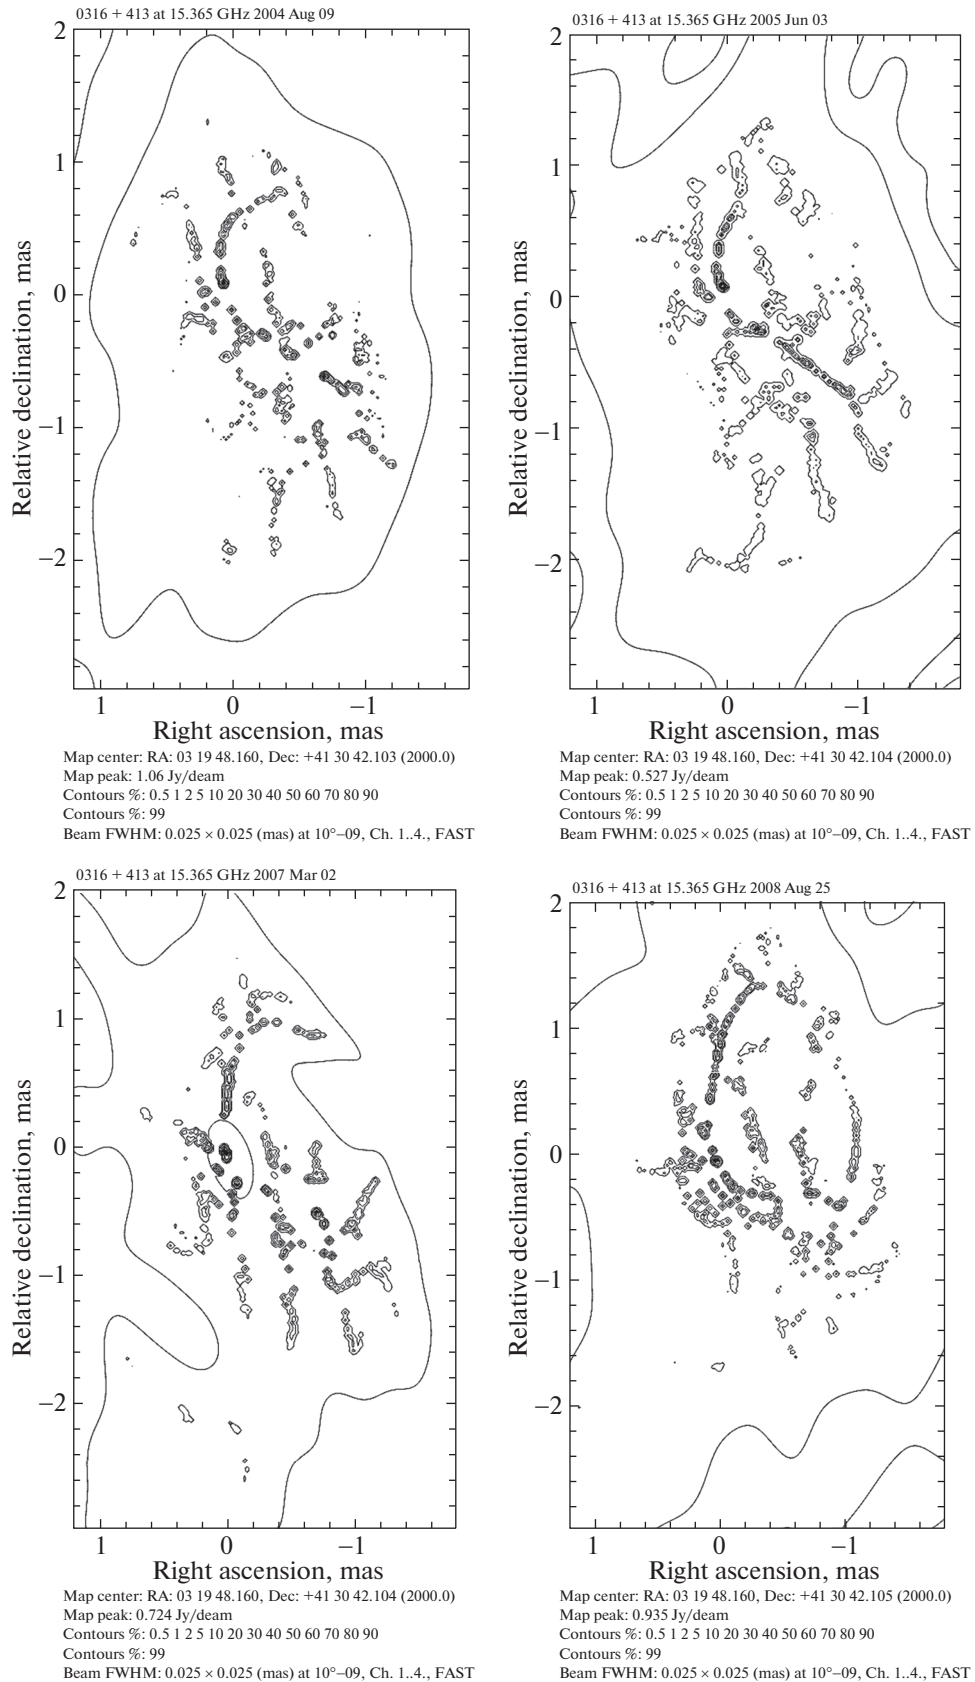 0316 + 413 at 15.365 GHz 2004 Aug 09
2
1
0
−1
−2
Relative declination, mas
1 0 −1
Right ascension, mas
Map center: RA: 03 19 48.160, Dec: +41 30 42.103 (2000.0)
Map peak: 1.06 Jy/deam
Contours %: 0.5 1 2 5 10 20 30 40 50 60 70 80 90
Contours %: 99
Beam FWHM: 0.025 × 0.025 (mas) at 10°−09, Ch. 1..4., FAST
0316 + 413 at 15.365 GHz 2005 Jun 03
2
1
0
−1
−2
Relative declination, mas
1 0 −1
Right ascension, mas
Map center: RA: 03 19 48.160, Dec: +41 30 42.104 (2000.0)
Map peak: 0.527 Jy/deam
Contours %: 0.5 1 2 5 10 20 30 40 50 60 70 80 90
Contours %: 99
Beam FWHM: 0.025 × 0.025 (mas) at 10°−09, Ch. 1..4., FAST
0316 + 413 at 15.365 GHz 2007 Mar 02
2
1
0
−1
−2
Relative declination, mas
1 0 −1
Right ascension, mas
Map center: RA: 03 19 48.160, Dec: +41 30 42.104 (2000.0)
Map peak: 0.724 Jy/deam
Contours %: 0.5 1 2 5 10 20 30 40 50 60 70 80 90
Contours %: 99
Beam FWHM: 0.025 × 0.025 (mas) at 10°−09, Ch. 1..4., FAST
0316 + 413 at 15.365 GHz 2008 Aug 25
2
1
0
−1
−2
Relative declination, mas
1 0 −1
Right ascension, mas
Map center: RA: 03 19 48.160, Dec: +41 30 42.105 (2000.0)
Map peak: 0.935 Jy/deam
Contours %: 0.5 1 2 5 10 20 30 40 50 60 70 80 90
Contours %: 99
Beam FWHM: 0.025 × 0.025 (mas) at 10°−09, Ch. 1..4., FAST